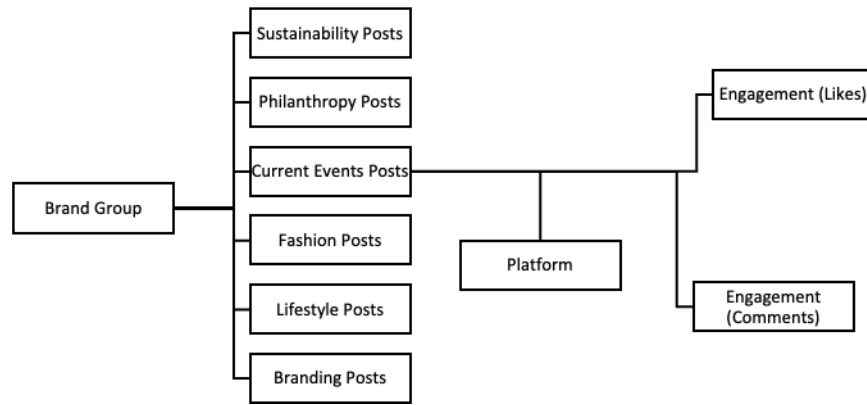 Sustainability Posts
Philanthropy Posts
Engagement (Likes)
Current Events Posts
Brand Group
Fashion Posts
Platform
Lifestyle Posts
Engagement
(Comments)
Branding Posts